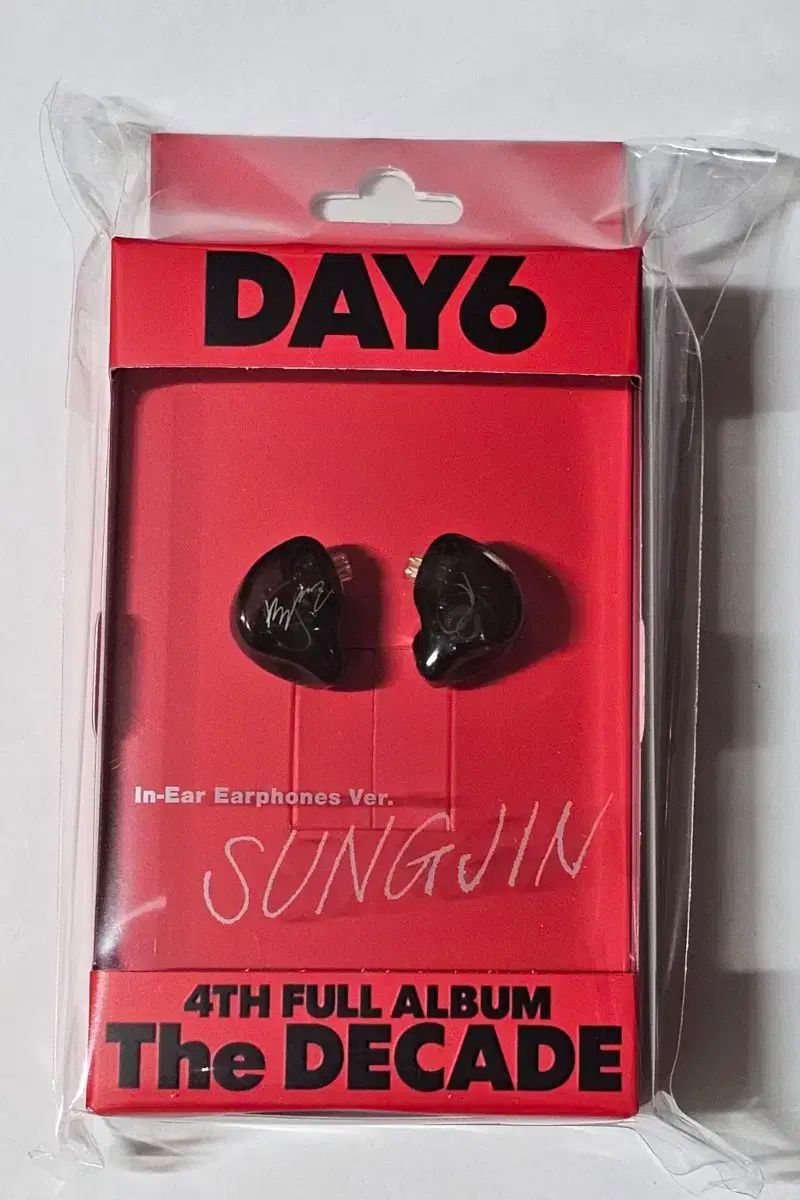 DAY6
In-Ear Earphones Ver.
SUNGJIN
4TH FULL ALBUM
The DECADE